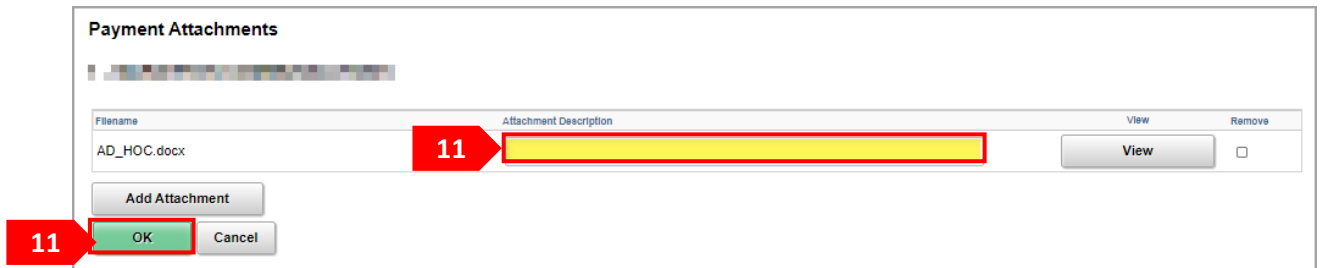 Payment Attachments
Filename Attachment Description View Remove
AD_HOC.docx 11 View
Add Attachment
11 OK Cancel